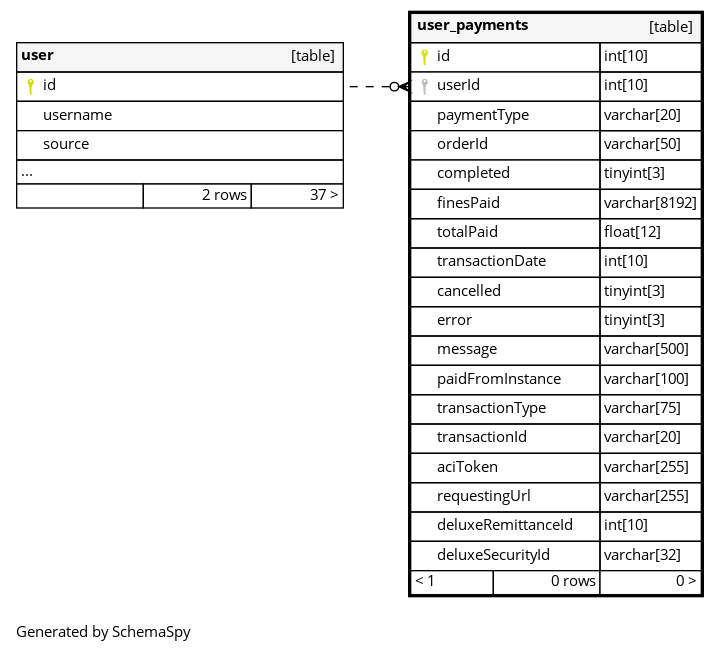 user [table]
id
username
source
...
2 rows 37 >
user_payments [table]
id int[10]
userId int[10]
paymentType varchar[20]
orderId varchar[50]
completed tinyint[3]
finesPaid varchar[8192]
totalPaid float[12]
transactionDate int[10]
cancelled tinyint[3]
error tinyint[3]
message varchar[500]
paidFromInstance varchar[100]
transactionType varchar[75]
transactionId varchar[20]
aciToken varchar[255]
requestingUrl varchar[255]
deluxeRemittanceId int[10]
deluxeSecurityId varchar[32]
< 1 0 rows 0 >
Generated by SchemaSpy